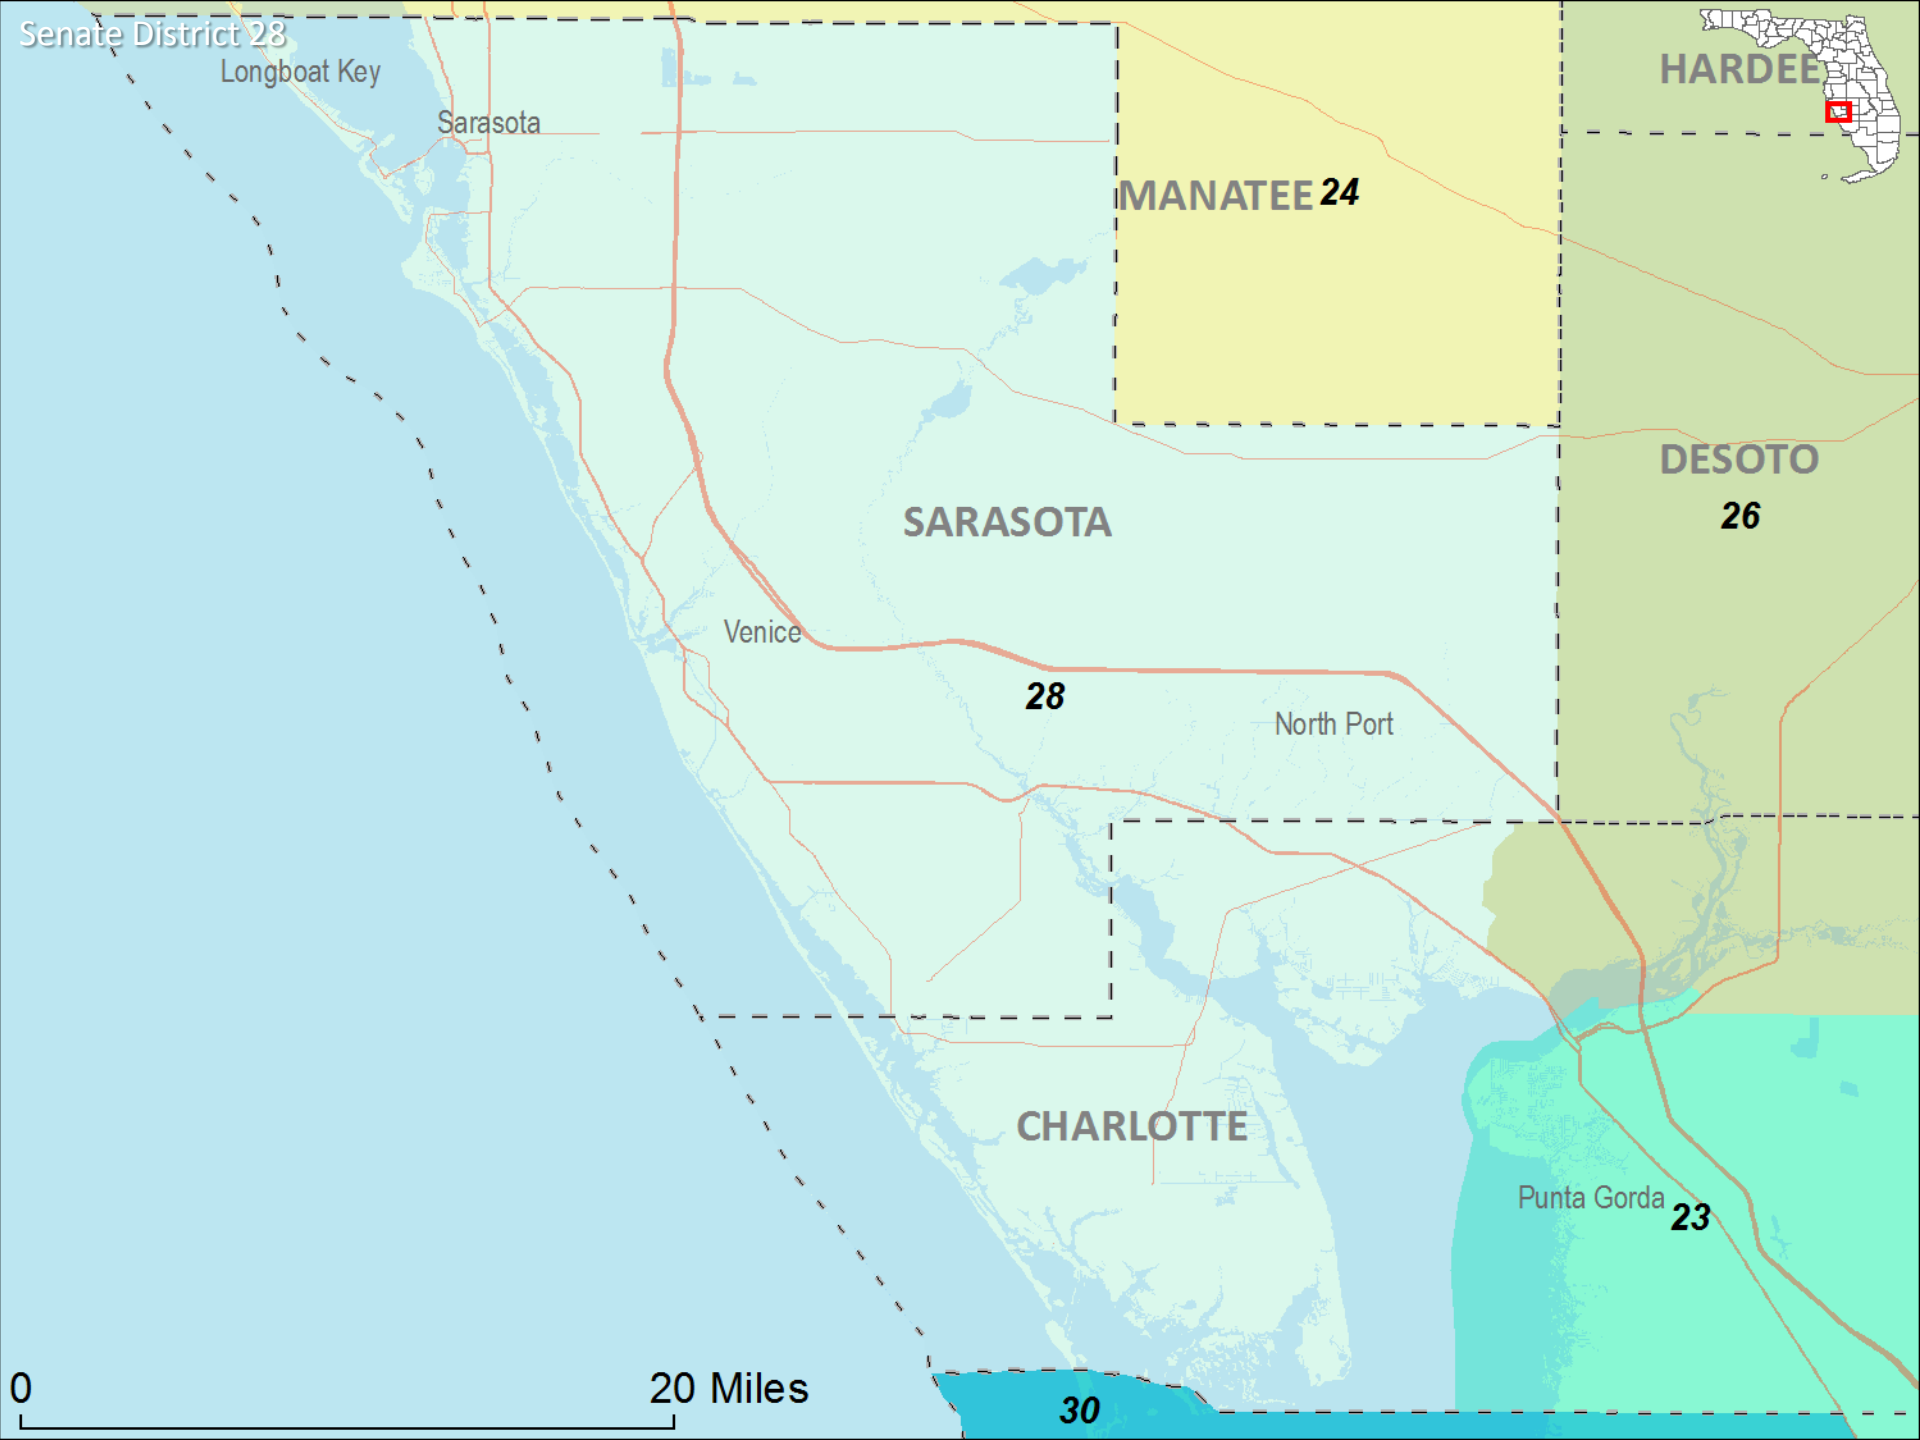 Senate District 28
Longboat Key
HARDEE
Sarasota
MANATEE 24
DESOTO
26
SARASOTA
Venice
28
North Port
CHARLOTTE
Punta Gorda
23
0
20 Miles
30